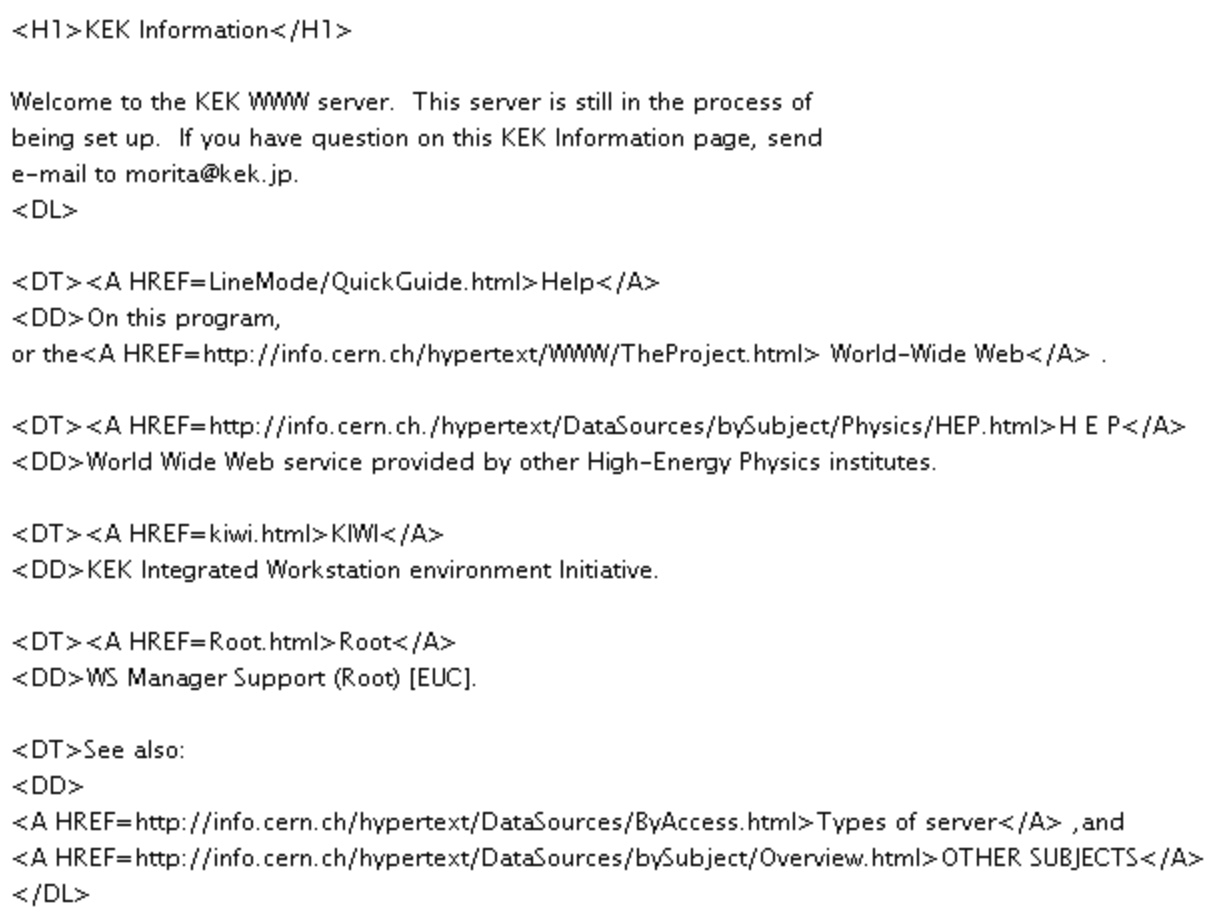 <H1>KEK Information</H1>
Welcome to the KEK WWW server.  This server is still in the process of
being set up.  If you have question on this KEK Information page, send
e-mail to morita@kek.jp.
<DL>
<DT><A HREF=LineMode/QuickGuide.html>Help</A>
<DD>On this program,
or the<A HREF=http://info.cern.ch/hypertext/WWW/TheProject.html> World-Wide Web</A> .
<DT><A HREF=http://info.cern.ch./hypertext/DataSources/bySubject/Physics/HEP.html>H E P</A>
<DD>World Wide Web service provided by other High-Energy Physics institutes.
<DT><A HREF=kiwi.html>KIWI</A>
<DD>KEK Integrated Workstation environment Initiative.
<DT><A HREF=Root.html>Root</A>
<DD>WS Manager Support (Root) [EUC].
<DT>See also:
<DD>
<A HREF=http://info.cern.ch/hypertext/DataSources/ByAccess.html>Types of server</A> ,and
<A HREF=http://info.cern.ch/hypertext/DataSources/bySubject/Overview.html>OTHER SUBJECTS</A>
</DL>